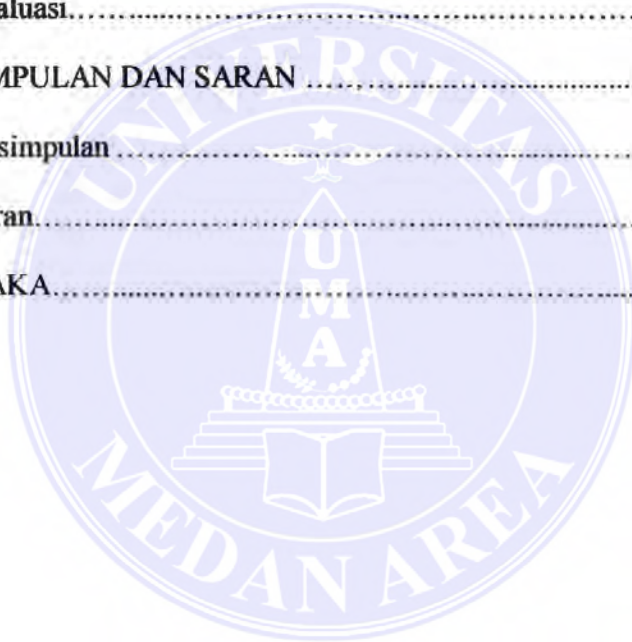 aluasi
MPULAN DAN SARAN
simpulan
ran
AKA
UNIVERSITAS
UMA
MEDAN AREA